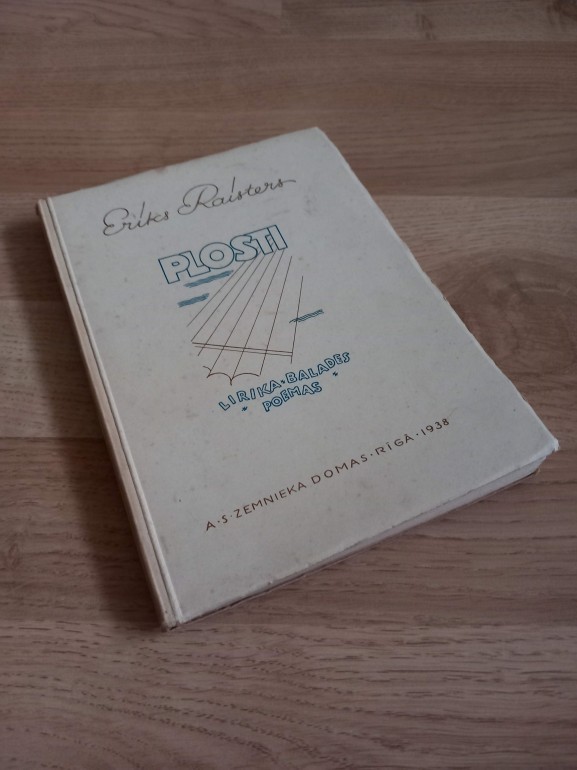 Ēriks Raisters
PLOSTI
LIRIKA · BALADES
* POEMAS *
A·S·ZEMNIEKA DOMAS·RĪGĀ·1938